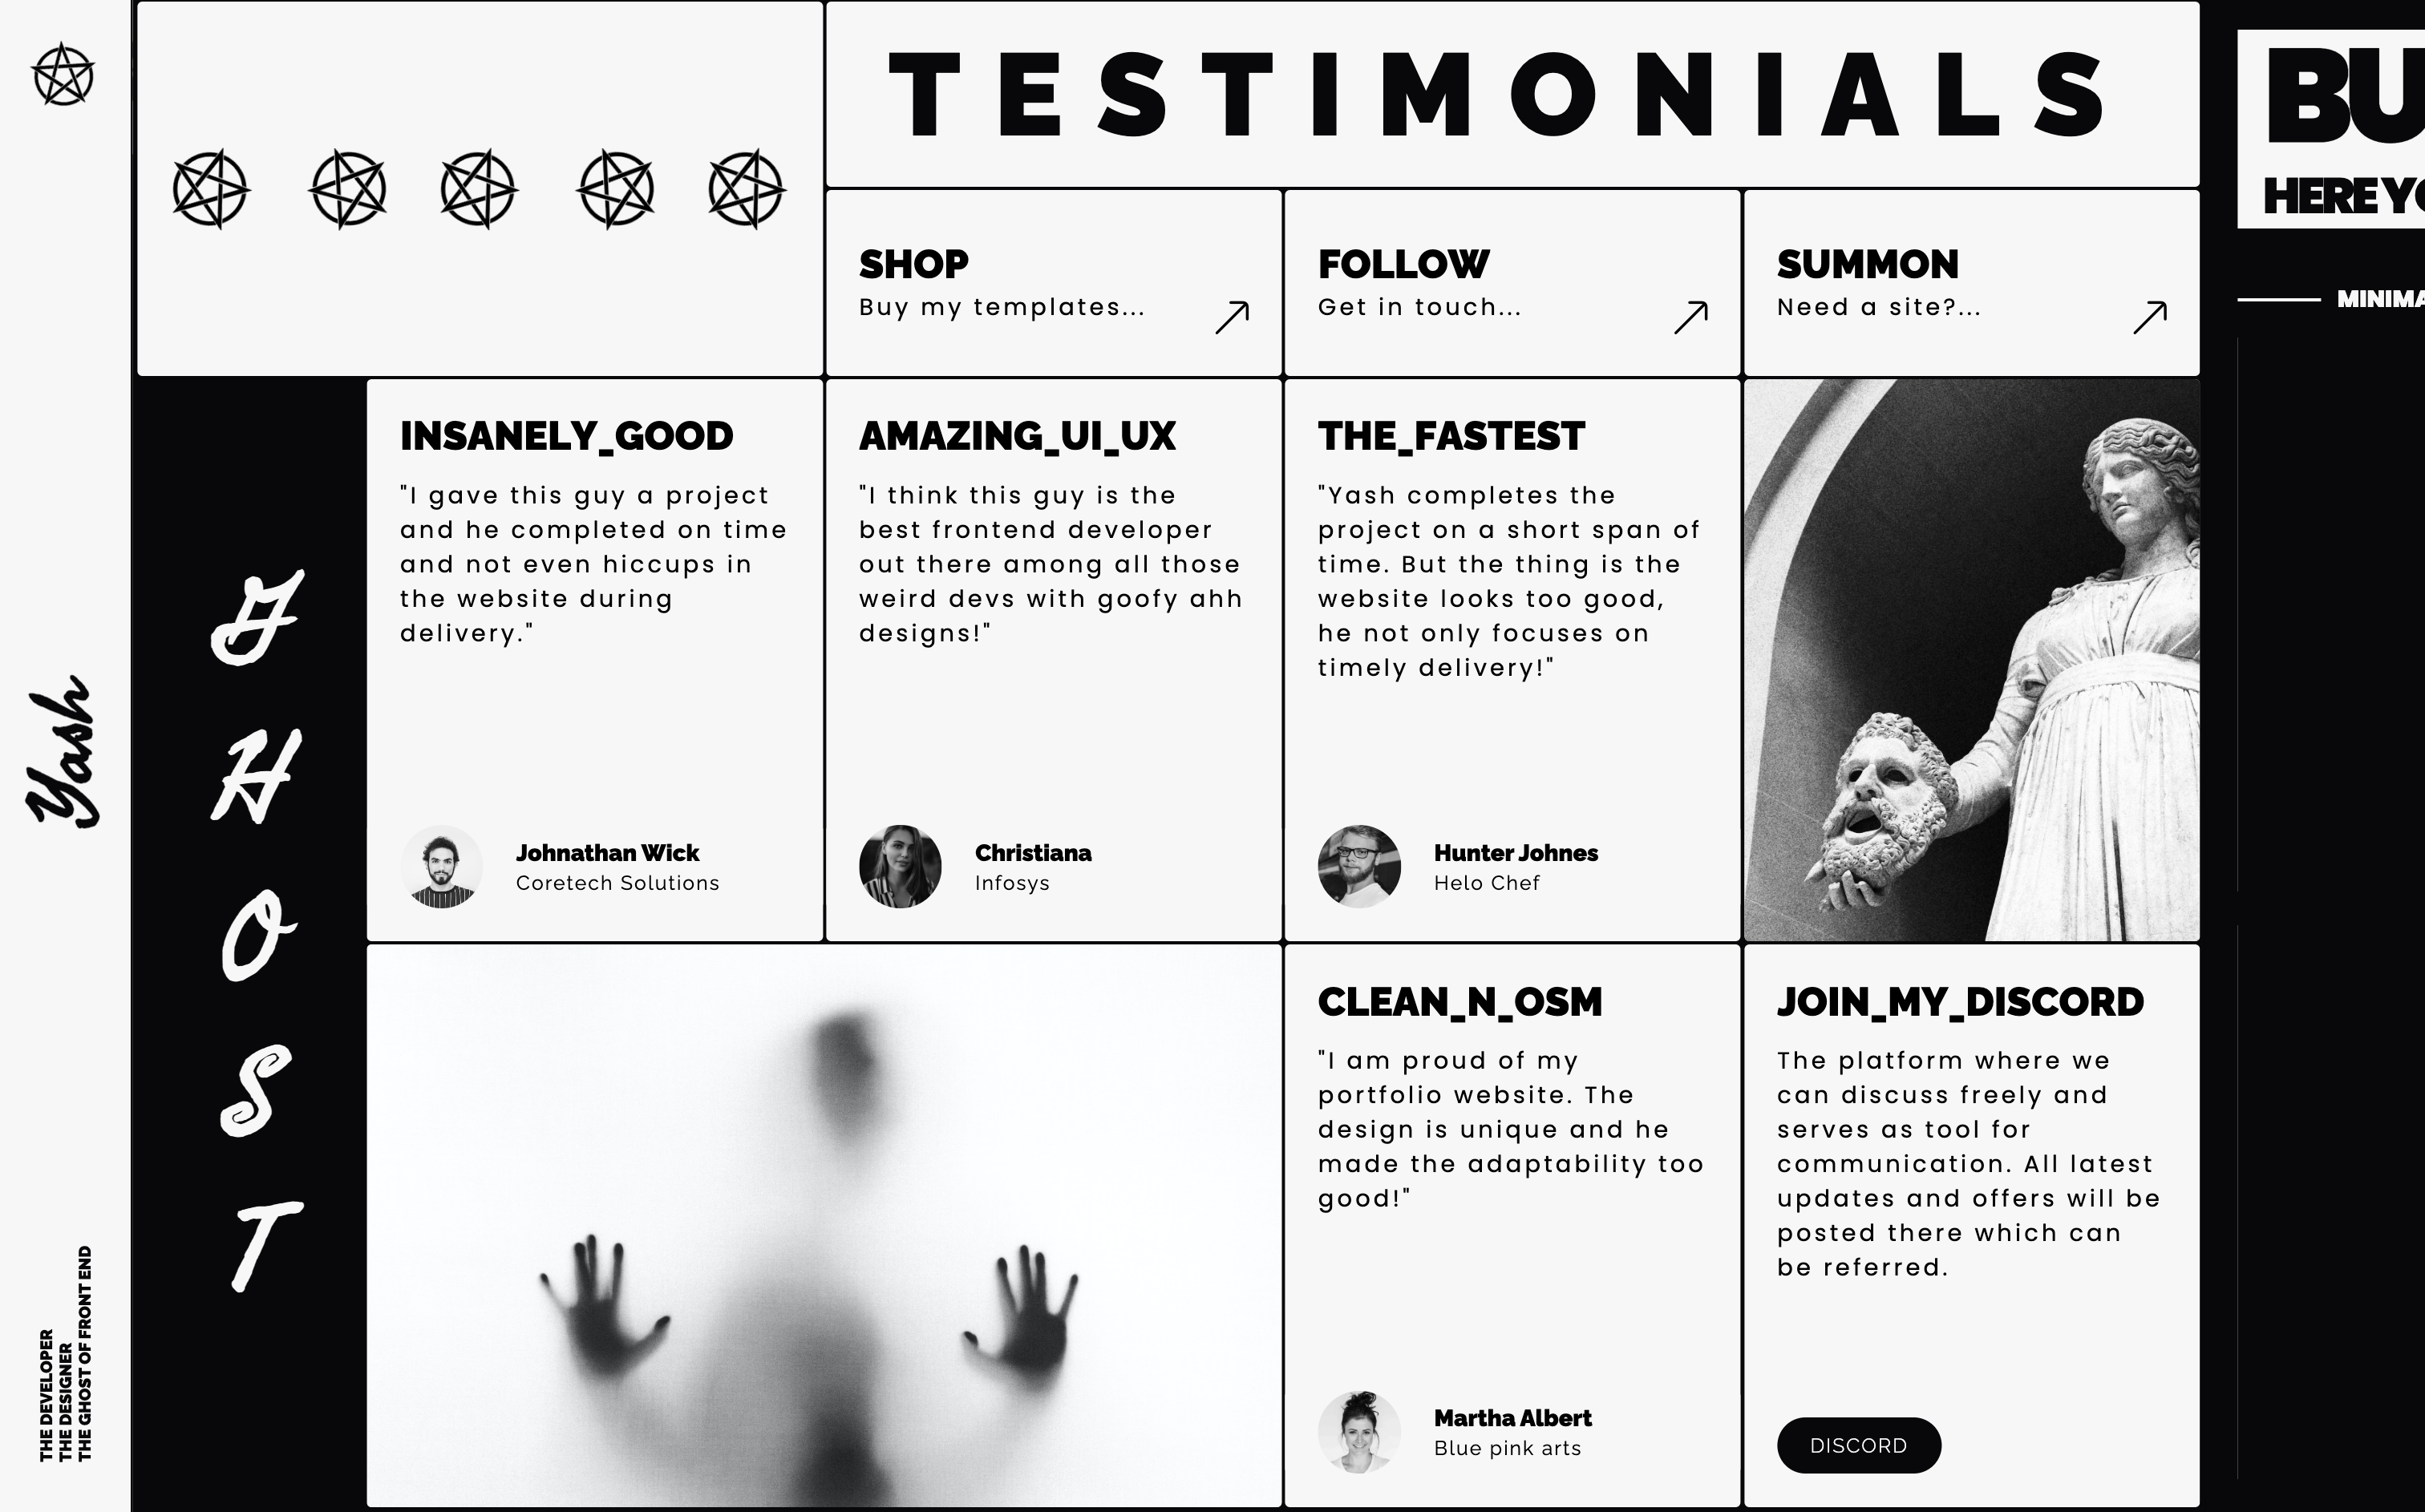 Yash
THE DEVELOPER
THE DESIGNER
THE GHOST OF FRONT END
TESTIMONIALS
SHOP
Buy my templates...
FOLLOW
Get in touch...
SUMMON
Need a site?...
G
H
O
S
T
INSANELY_GOOD
"I gave this guy a project
and he completed on time
and not even hiccups in
the website during
delivery."
Johnathan Wick
Coretech Solutions
AMAZING_UI_UX
"I think this guy is the
best frontend developer
out there among all those
weird devs with goofy ahh
designs!"
Christiana
Infosys
THE_FASTEST
"Yash completes the
project on a short span of
time. But the thing is the
website looks too good,
he not only focuses on
timely delivery!"
Hunter Johnes
Helo Chef
CLEAN_N_OSM
"I am proud of my
portfolio website. The
design is unique and he
made the adaptability too
good!"
Martha Albert
Blue pink arts
JOIN_MY_DISCORD
The platform where we
can discuss freely and
serves as tool for
communication. All latest
updates and offers will be
posted there which can
be referred.
DISCORD
BU
HERE